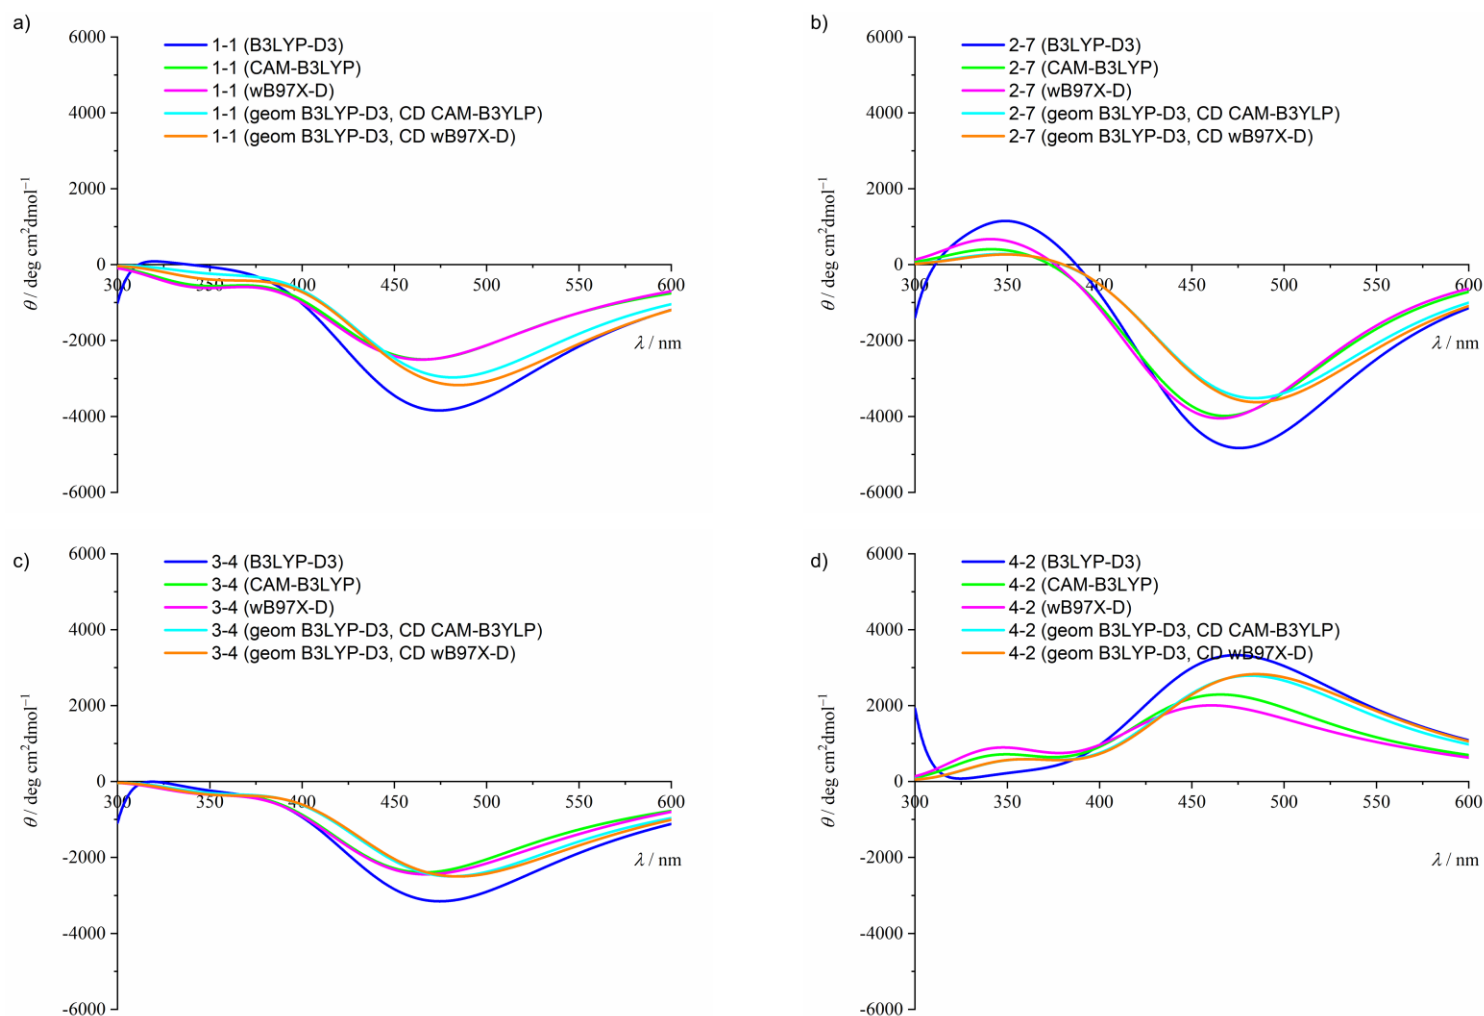 a)
6000
4000
2000
0
-2000
-4000
-6000
θ / deg cm²dmol⁻¹
1-1 (B3LYP-D3)
1-1 (CAM-B3LYP)
1-1 (wB97X-D)
1-1 (geom B3LYP-D3, CD CAM-B3YLP)
1-1 (geom B3LYP-D3, CD wB97X-D)
300 350 400 450 500 550 600
λ / nm
b)
6000
4000
2000
0
-2000
-4000
-6000
θ / deg cm²dmol⁻¹
2-7 (B3LYP-D3)
2-7 (CAM-B3LYP)
2-7 (wB97X-D)
2-7 (geom B3LYP-D3, CD CAM-B3YLP)
2-7 (geom B3LYP-D3, CD wB97X-D)
300 350 400 450 500 550 600
λ / nm
c)
6000
4000
2000
0
-2000
-4000
-6000
θ / deg cm²dmol⁻¹
3-4 (B3LYP-D3)
3-4 (CAM-B3LYP)
3-4 (wB97X-D)
3-4 (geom B3LYP-D3, CD CAM-B3YLP)
3-4 (geom B3LYP-D3, CD wB97X-D)
300 350 400 450 500 550 600
λ / nm
d)
6000
4000
2000
0
-2000
-4000
-6000
θ / deg cm²dmol⁻¹
4-2 (B3LYP-D3)
4-2 (CAM-B3LYP)
4-2 (wB97X-D)
4-2 (geom B3LYP-D3, CD CAM-B3YLP)
4-2 (geom B3LYP-D3, CD wB97X-D)
300 350 400 450 500 550 600
λ / nm